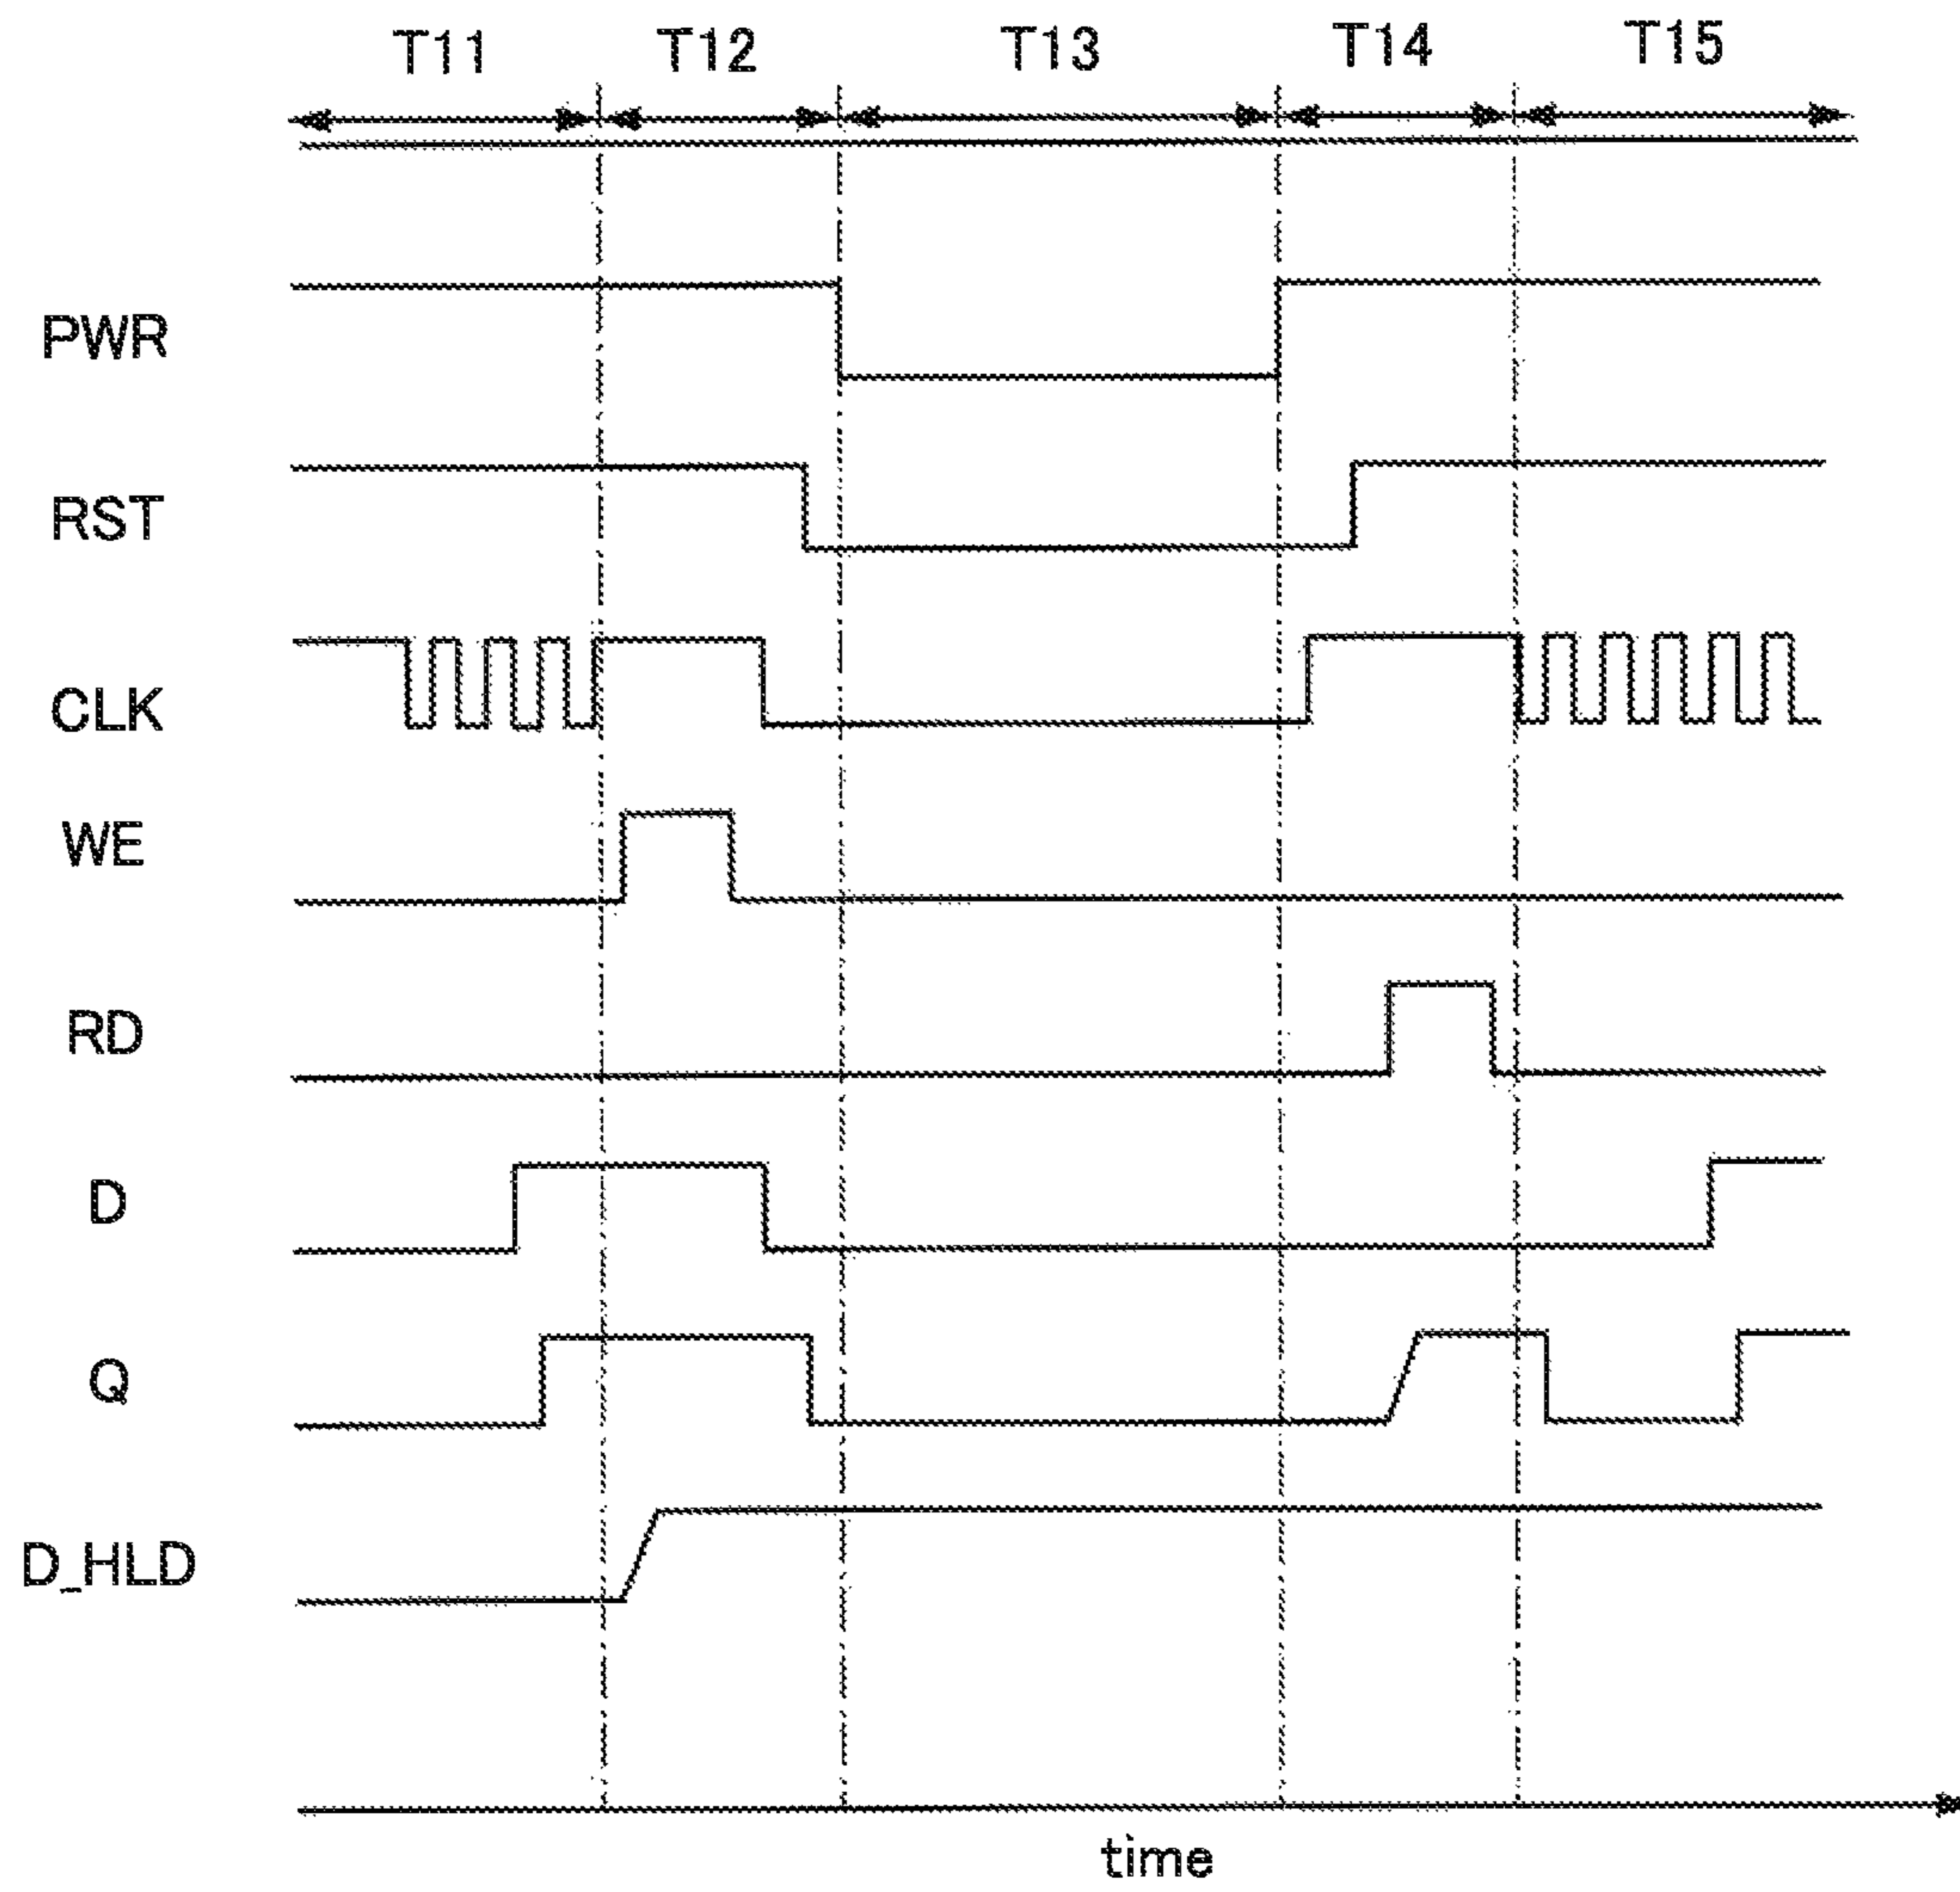 T11 T12 T13 T14 T15
PWR
RST
CLK
WE
RD
D
Q
D_HLD
time